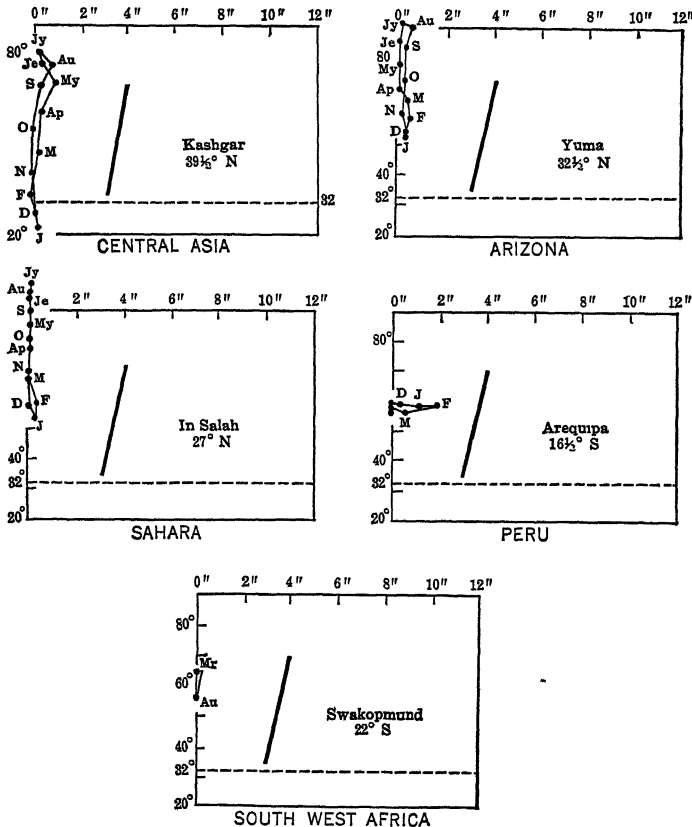 0" 2" 4" 6" 8" 10" 12"
Jy
80°
Je Au
S My
Ap
O
M
Kashgar
39½° N
N
F
32
D
20° J
CENTRAL ASIA
0" 2" 4" 6" 8" 10" 12"
Jy Au
Je S
80
My
O
Ap M
N F
D
J
Yuma
32½° N
40°
32°
20°
ARIZONA
Jy
Au
Je
2" 4" 6" 8" 10" 12"
S
My
O
Ap
N
M
F
D
J
In Salah
27° N
40°
32°
20°
SAHARA
0" 2" 4" 6" 8" 10" 12"
80°
D J
F
M
Arequipa
16½° S
40°
32°
20°
PERU
0" 2" 4" 6" 8" 10" 12"
80°
Mr
60°
Au
Swakopmund
22° S
40°
32°
20°
SOUTH WEST AFRICA